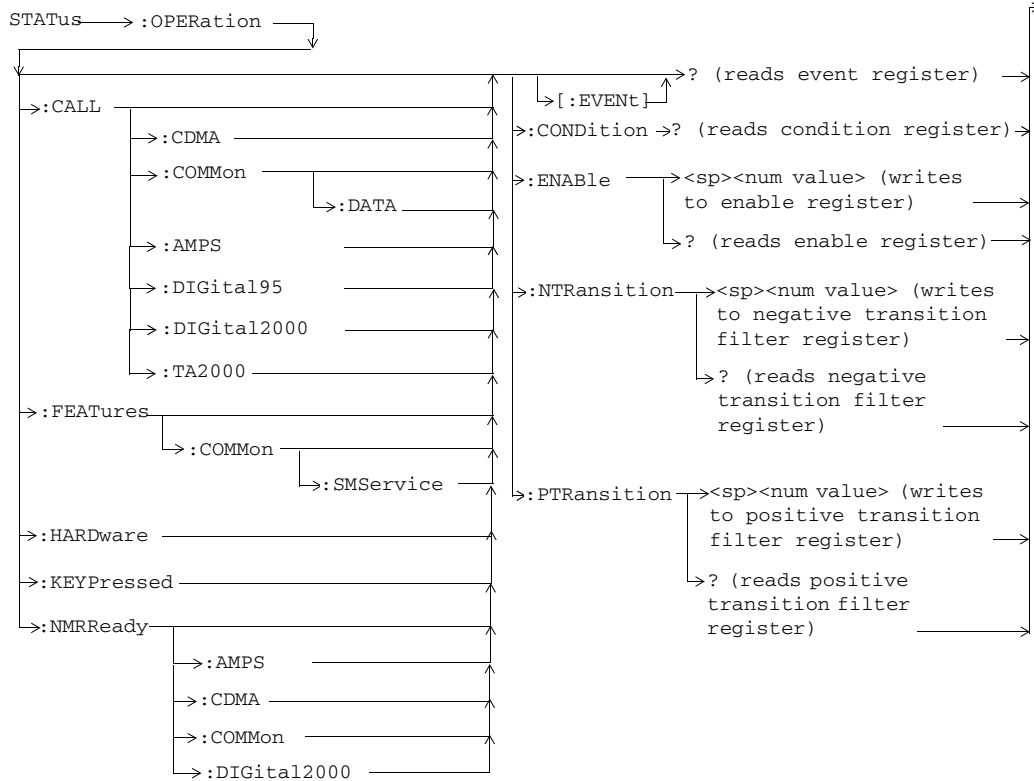 STATus :OPERation
:CALL
:CDMA
:COMMon
:DATA
:AMPS
:DIGital95
:DIGital2000
:TA2000
:FEATures
:COMMon
:SMService
:HARDware
:KEYPressed
:NMRReady
:AMPS
:CDMA
:COMMon
:DIGital2000
? (reads event register)
[:EVENt]
:CONDition ? (reads condition register)
:ENABle <sp><num value> (writes
to enable register)
? (reads enable register)
:NTRansition <sp><num value> (writes
to negative transition
filter register)
? (reads negative
transition filter
register)
:PTRansition <sp><num value> (writes
to positive transition
filter register)
? (reads positive
transition filter
register)